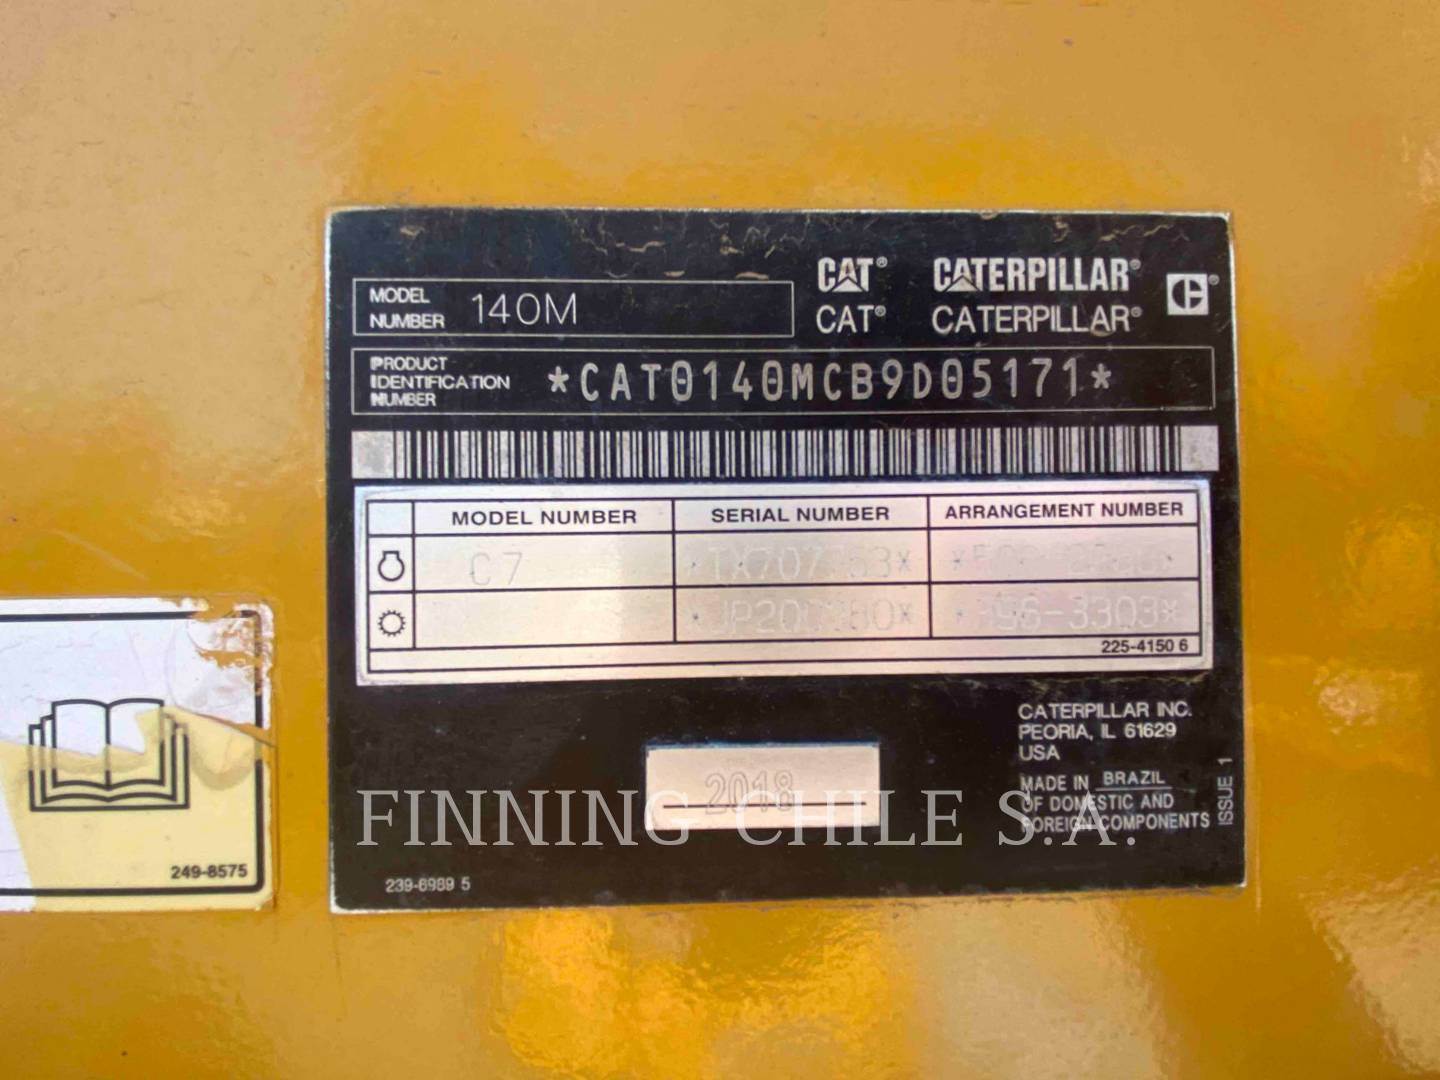 CAT® CATERPILLAR®
CAT® CATERPILLAR®
MODEL NUMBER 140M
PRODUCT IDENTIFICATION NUMBER *CAT0140MCB9D05171*
MODEL NUMBER SERIAL NUMBER ARRANGEMENT NUMBER
C7
225-4150 6
CATERPILLAR INC.
PEORIA, IL 61629
USA
MADE IN BRAZIL
OF DOMESTIC AND
FOREIGN COMPONENTS
ISSUE 1
2018
FINNING CHILE S.A.
239-6989 5
249-8575